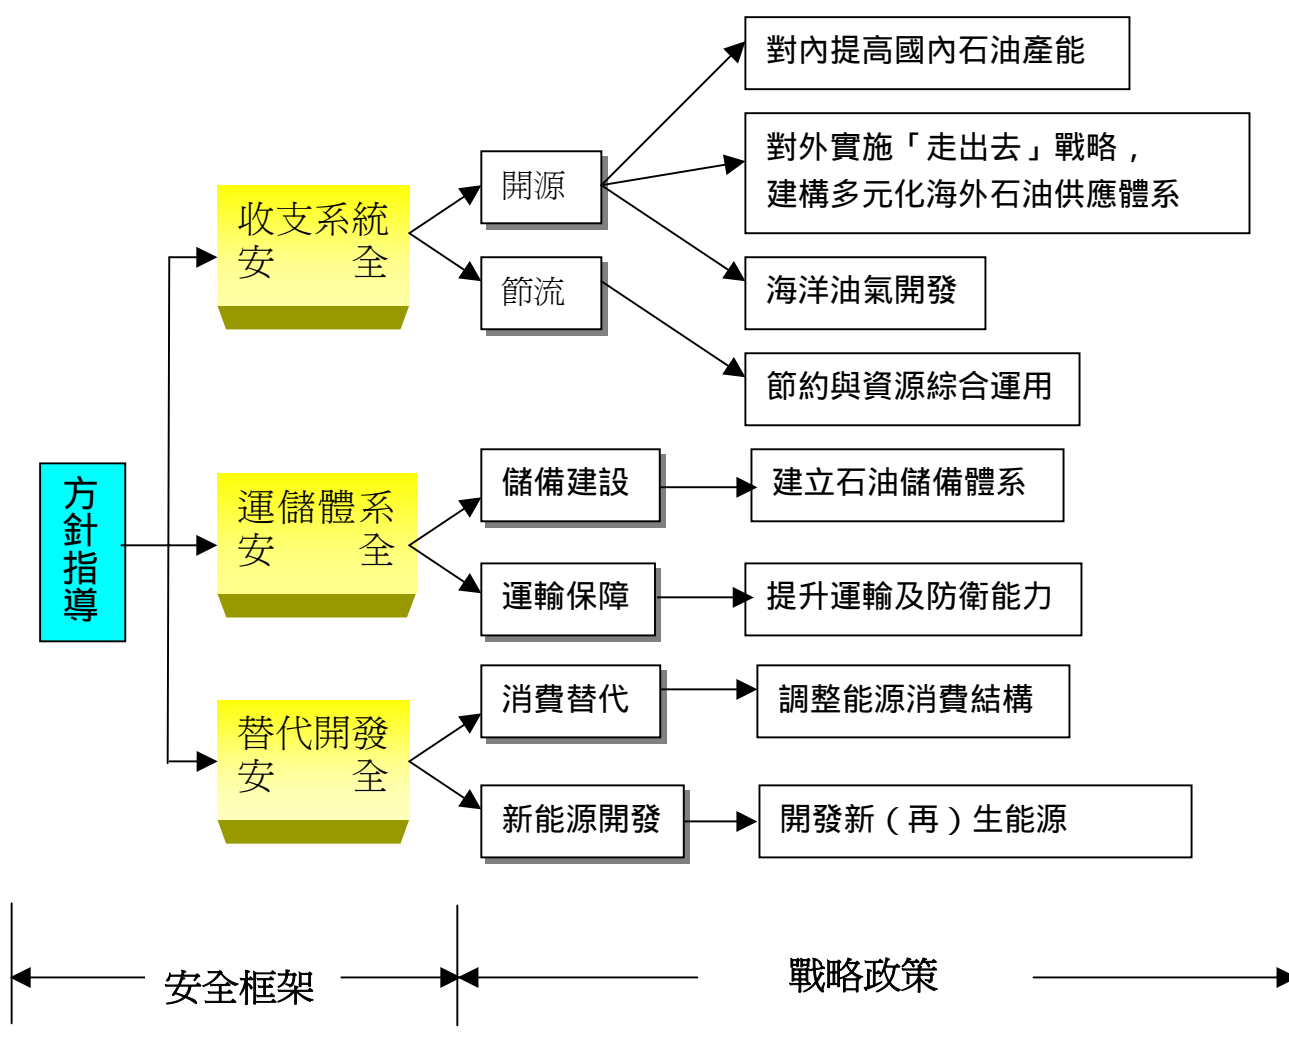 對內提高國內石油產能
對外實施「走出去」戰略，
建構多元化海外石油供應體系
開源
收支系統
安全
節流
海洋油氣開發
節約與資源綜合運用
方針指導
運儲體系
安全
儲備建設
建立石油儲備體系
運輸保障
提升運輸及防衛能力
替代開發
安全
消費替代
調整能源消費結構
新能源開發
開發新（再）生能源
安全框架
戰略政策